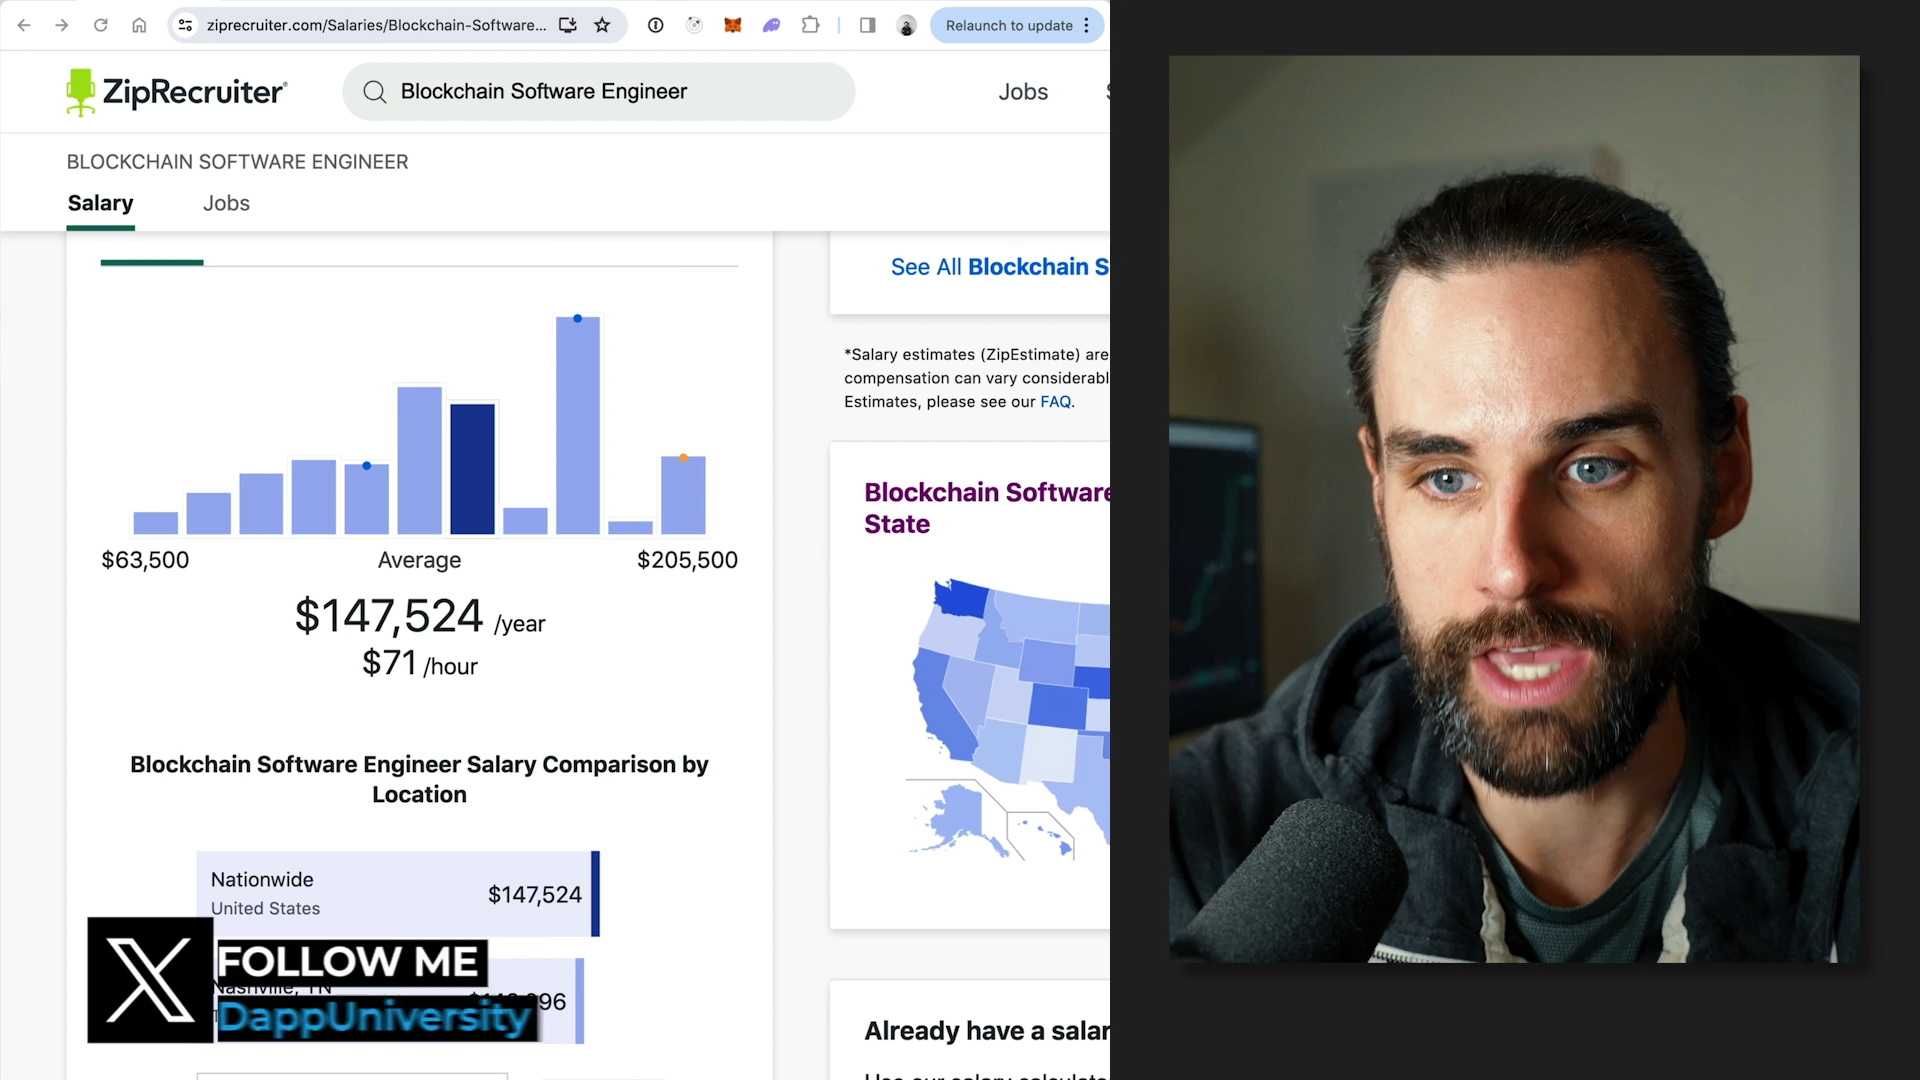 ziprecruiter.com/Salaries/Blockchain-Software...
Relaunch to update
ZipRecruiter
Blockchain Software Engineer
Jobs
BLOCKCHAIN SOFTWARE ENGINEER
Salary
Jobs
See All Blockchain S
*Salary estimates (ZipEstimate) are
compensation can vary considerabl
Estimates, please see our FAQ.
$63,500
Average
$205,500
$147,524 /year
$71 /hour
Blockchain Software
State
Blockchain Software Engineer Salary Comparison by
Location
Nationwide
$147,524
United States
Nashville, TN
FOLLOW ME
DappUniversity
Already have a salar